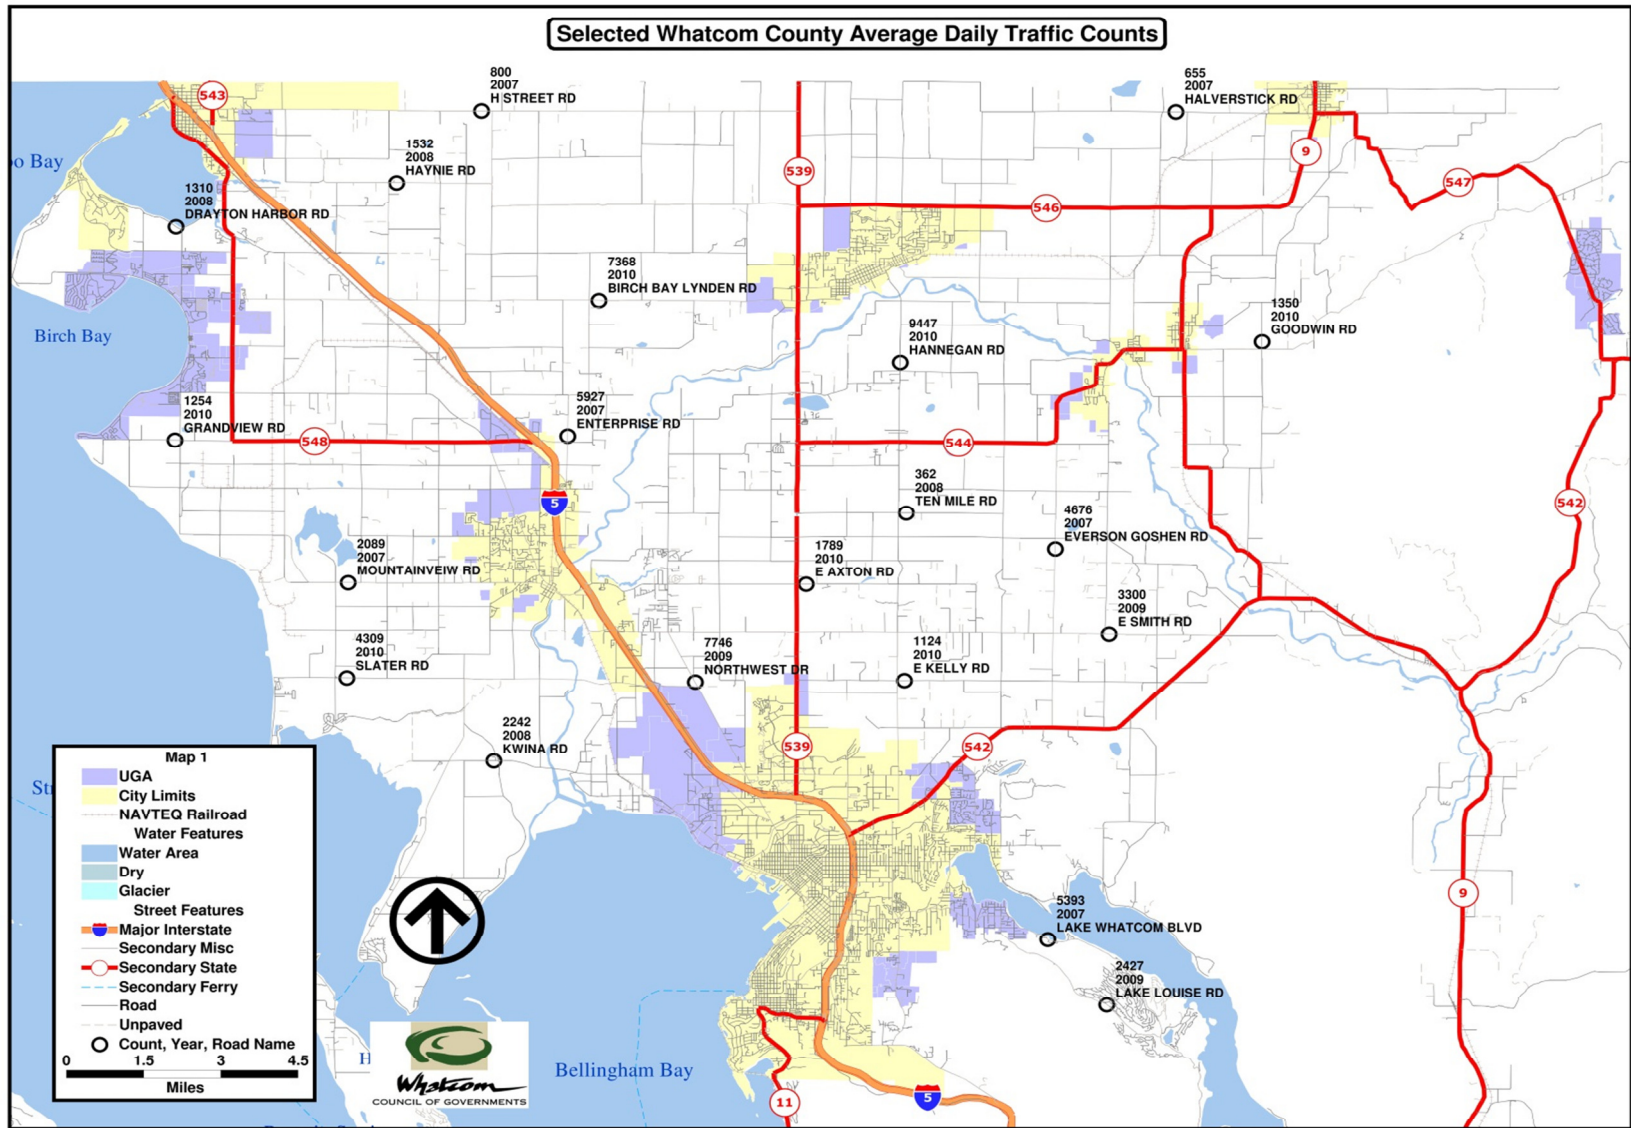 Selected Whatcom County Average Daily Traffic Counts
800
2007
H STREET RD
655
2007
HALVERSTICK RD
543
1532
2008
HAYNIE RD
9
oo Bay
539
547
1310
2008
DRAYTON HARBOR RD
546
7368
2010
BIRCH BAY LYNDEN RD
1350
2010
GOODWIN RD
Birch Bay
9447
2010
HANNEGAN RD
1254
2010
GRANDVIEW RD
5927
2007
ENTERPRISE RD
548
544
362
2008
TEN MILE RD
5
542
4676
2007
EVERSON GOSHEN RD
2089
2007
MOUNTAINVEIW RD
1789
2010
E AXTON RD
3300
2009
E SMITH RD
4309
2010
SLATER RD
7746
2009
NORTHWEST DR
1124
2010
E KELLY RD
2242
2008
KWINA RD
539
542
Map 1
UGA
City Limits
NAVTEQ Railroad
Water Features
Water Area
Dry
Glacier
Street Features
Major Interstate
Secondary Misc
Secondary State
Secondary Ferry
Road
Unpaved
Count, Year, Road Name
0 1.5 3 4.5
Miles
Str
9
5393
2007
LAKE WHATCOM BLVD
2427
2009
LAKE LOUISE RD
H
Whatcom
COUNCIL OF GOVERNMENTS
Bellingham Bay
5
11